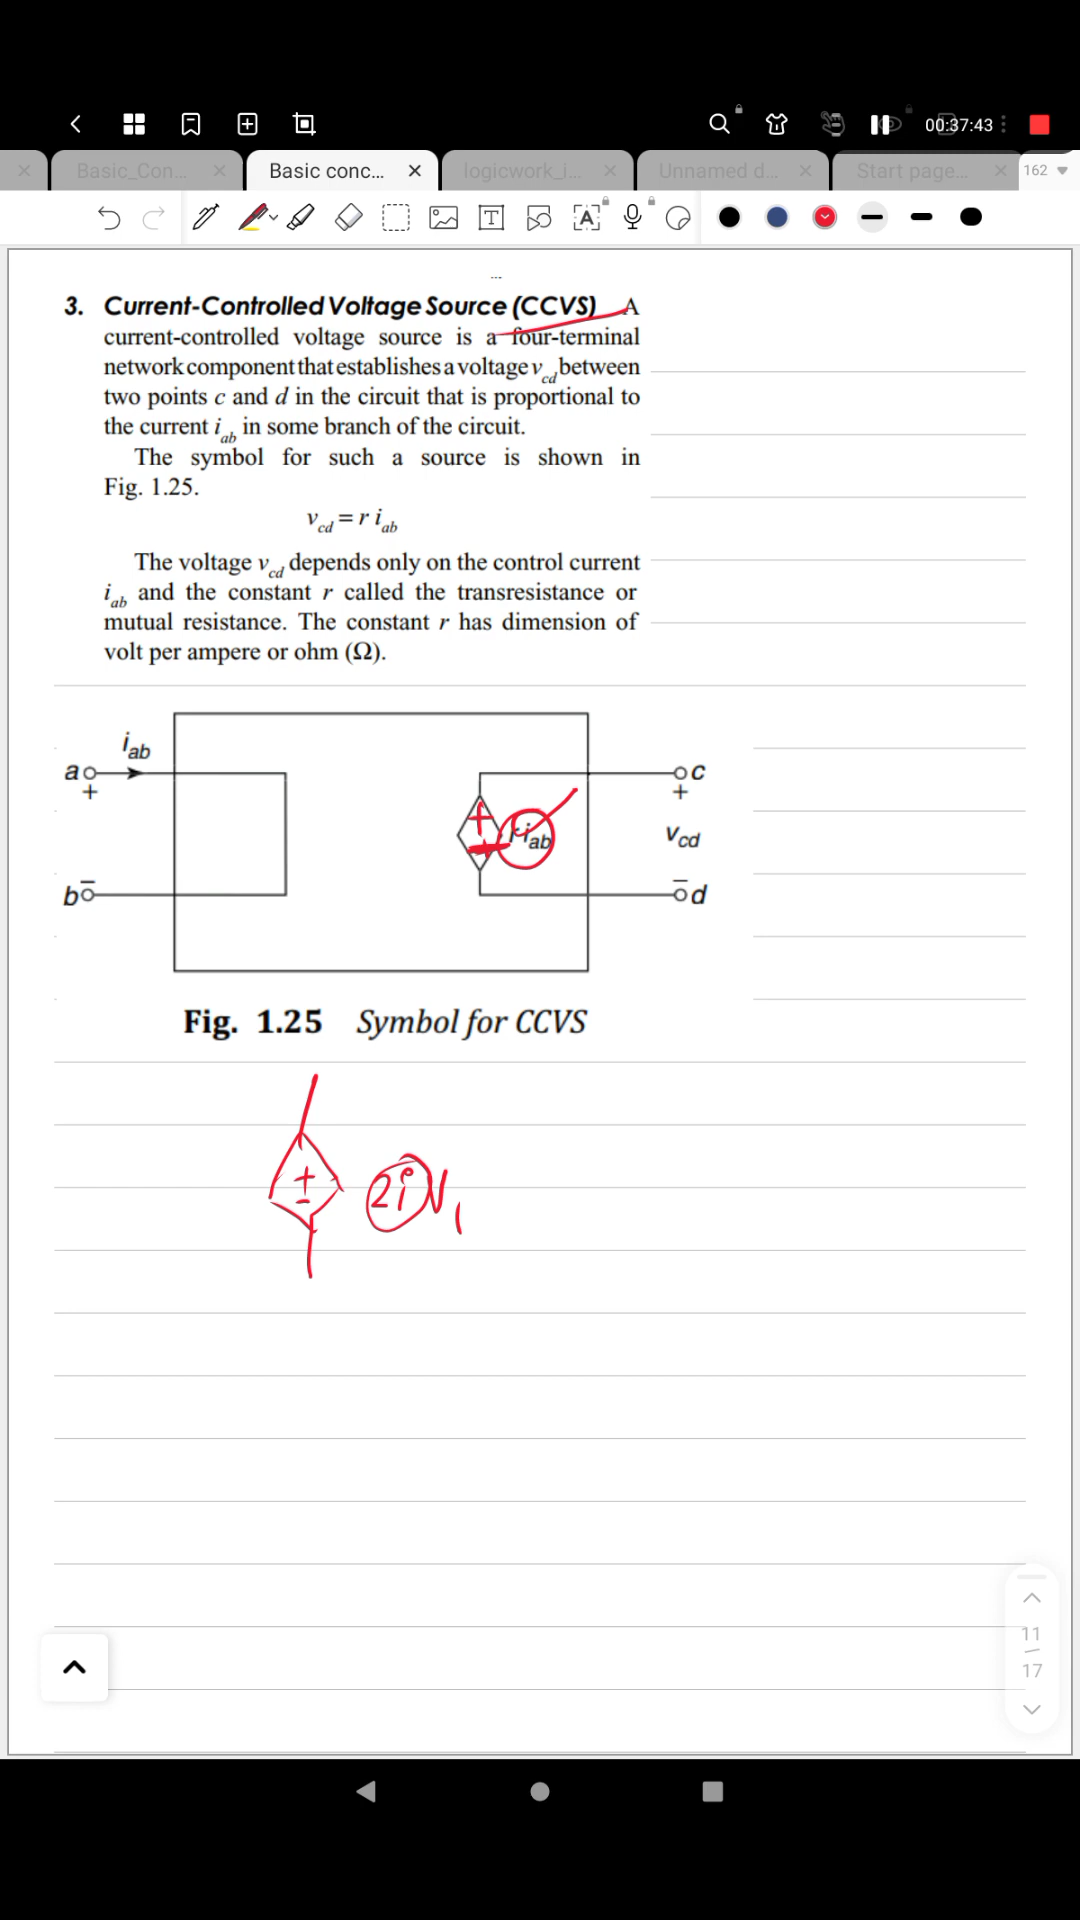 00:37:43
Basic_Con...
Basic conc...
logicwork_i...
Unnamed d...
Start page...
162
3. Current-Controlled Voltage Source (CCVS) A
current-controlled voltage source is a four-terminal
network component that establishes a voltage v_cd between
two points c and d in the circuit that is proportional to
the current i_ab in some branch of the circuit.
The symbol for such a source is shown in
Fig. 1.25.
v_cd = r i_ab
The voltage v_cd depends only on the control current
i_ab and the constant r called the transresistance or
mutual resistance. The constant r has dimension of
volt per ampere or ohm (Ω).
i_ab
a
+
b
–
+
–
r i_ab
c
+
v_cd
–
d
Fig. 1.25 Symbol for CCVS
+
–
2i
11
17